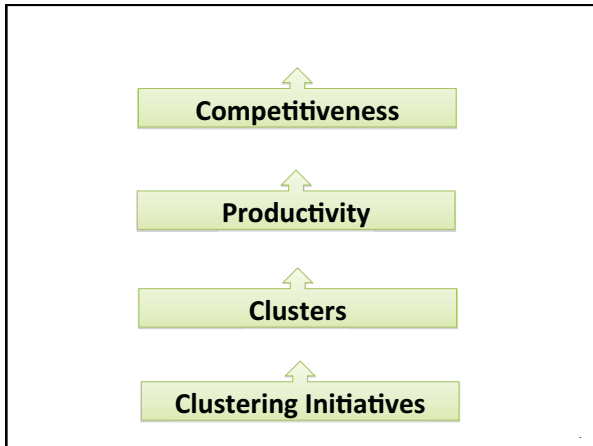 Competitiveness
Productivity
Clusters
Clustering Initiatives